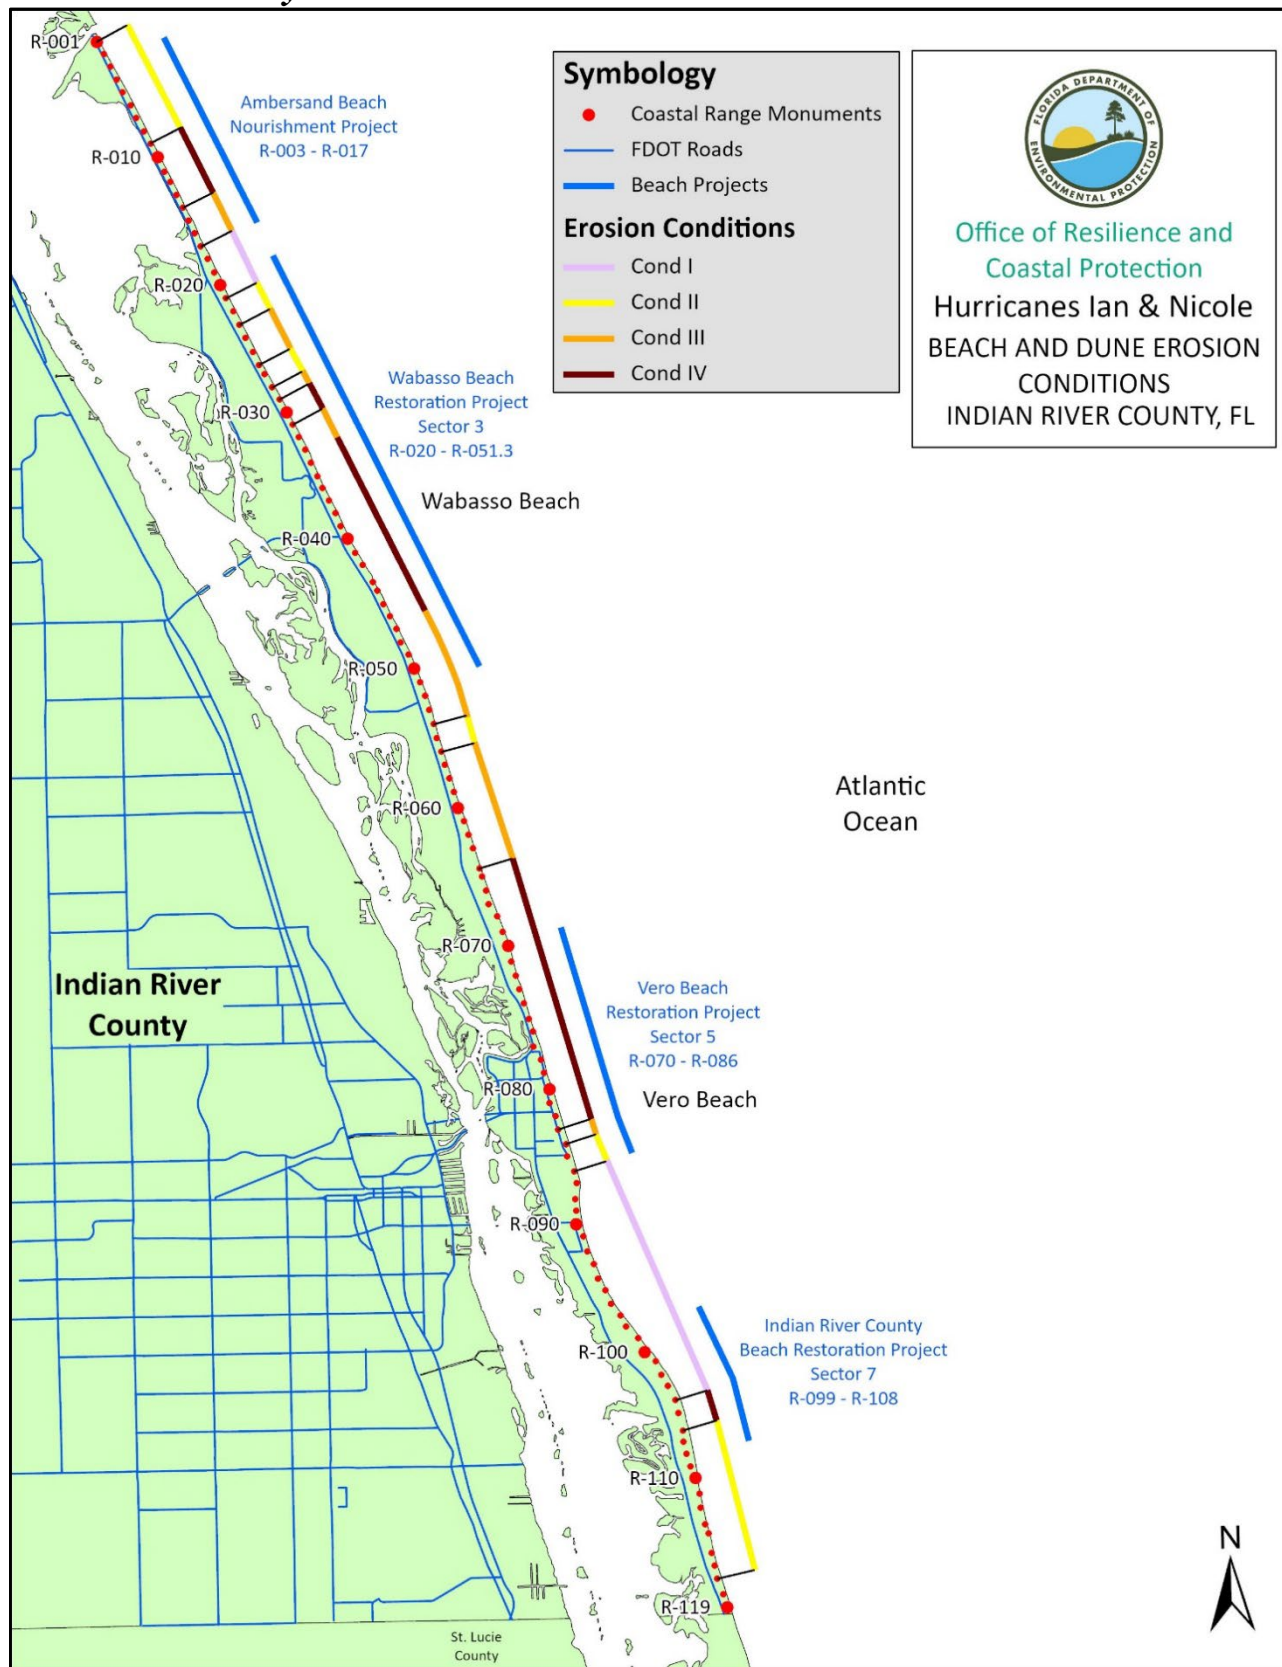 R-001
Ambersand Beach
Nourishment Project
R-003 - R-017
R-010
R-020
Wabasso Beach
Restoration Project
Sector 3
R-020 - R-051.3
R-030
Wabasso Beach
R-040
R-050
R-060
R-070
Indian River
County
Vero Beach
Restoration Project
Sector 5
R-070 - R-086
R-080
Vero Beach
R-090
Indian River County
Beach Restoration Project
Sector 7
R-099 - R-108
R-100
R-110
R-119
St. Lucie
County
Atlantic
Ocean
Symbology
Coastal Range Monuments
FDOT Roads
Beach Projects
Erosion Conditions
Cond I
Cond II
Cond III
Cond IV
FLORIDA DEPARTMENT OF
ENVIRONMENTAL PROTECTION
Office of Resilience and
Coastal Protection
Hurricanes Ian & Nicole
BEACH AND DUNE EROSION
CONDITIONS
INDIAN RIVER COUNTY, FL
N